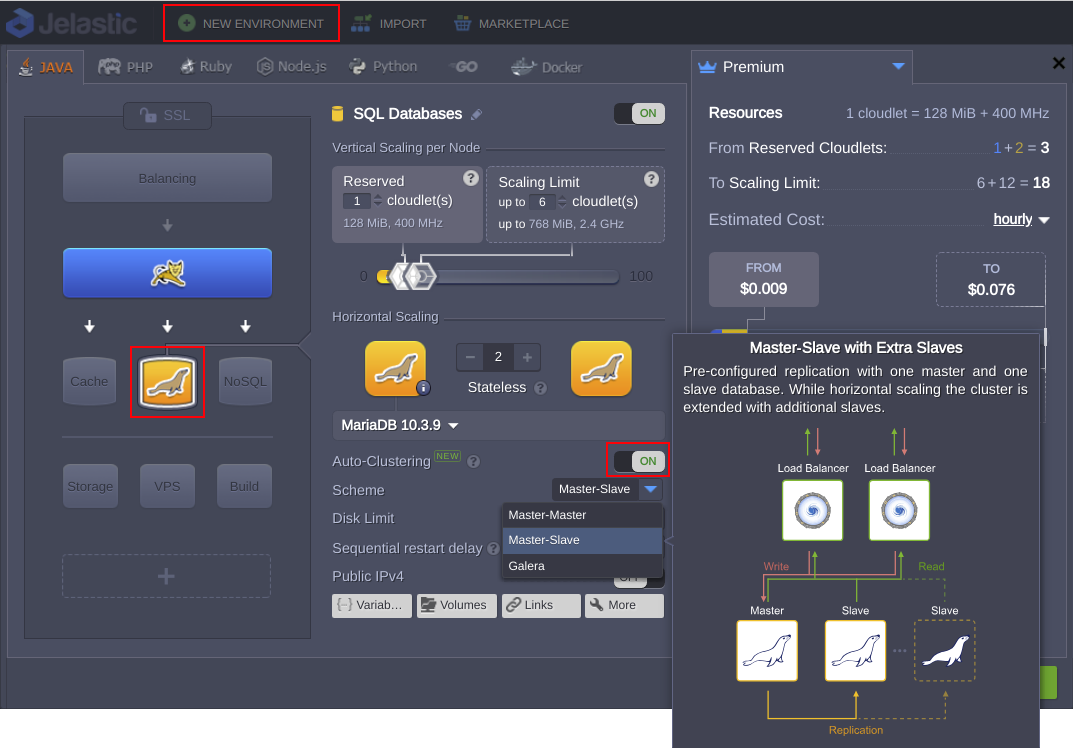 Jelastic
NEW ENVIRONMENT
IMPORT
MARKETPLACE
JAVA
PHP
Ruby
Node.js
Python
GO
Docker
Premium
SSL
Balancing
Cache
NoSQL
Storage
VPS
Build
SQL Databases
ON
Vertical Scaling per Node
Reserved
1 cloudlet(s)
128 MiB, 400 MHz
Scaling Limit
up to 6 cloudlet(s)
up to 768 MiB, 2.4 GHz
0
100
Horizontal Scaling
2
Stateless
MariaDB 10.3.9
Auto-Clustering NEW
ON
Scheme
Master-Slave
Disk Limit
Master-Master
Master-Slave
Galera
Sequential restart delay
Public IPv4
OFF
Variab...
Volumes
Links
More
Resources
1 cloudlet = 128 MiB + 400 MHz
From Reserved Cloudlets:
1+2 = 3
To Scaling Limit:
6+12 = 18
Estimated Cost:
hourly
FROM
$0.009
TO
$0.076
Master-Slave with Extra Slaves
Pre-configured replication with one master and one
slave database. While horizontal scaling the cluster is
extended with additional slaves.
Load Balancer
Load Balancer
Write
Read
Master
Slave
Slave
Replication